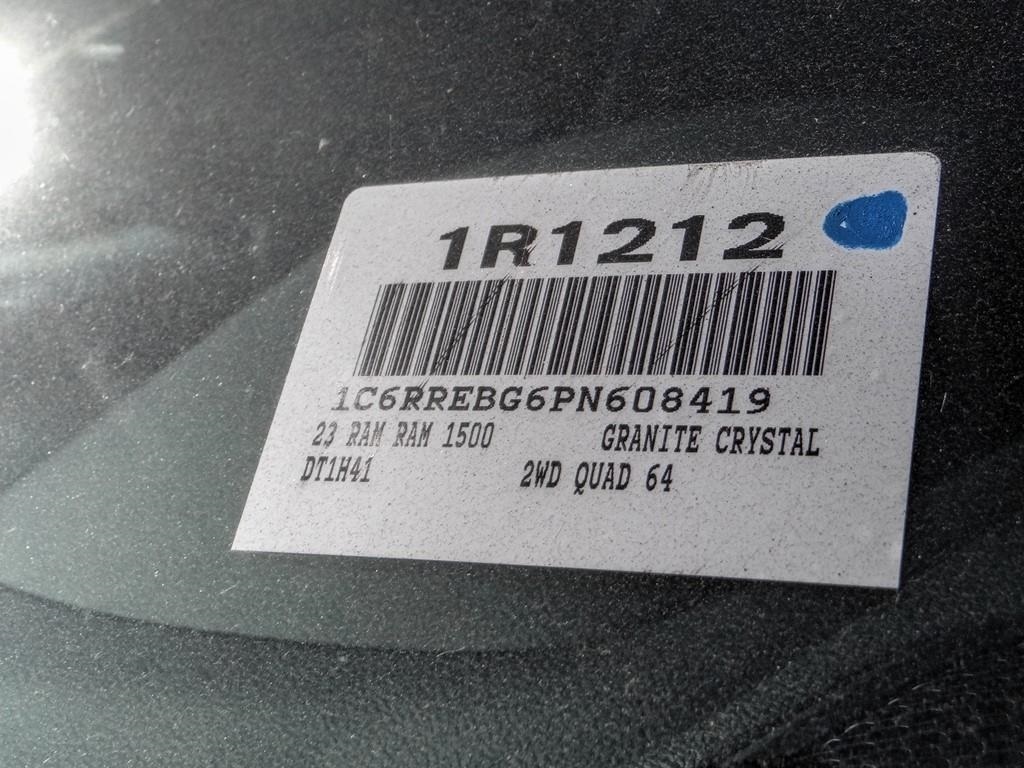 1R1212
1C6RREBG6PN608419
23 RAM RAM 1500 GRANITE CRYSTAL
DT1H41 2WD QUAD 64